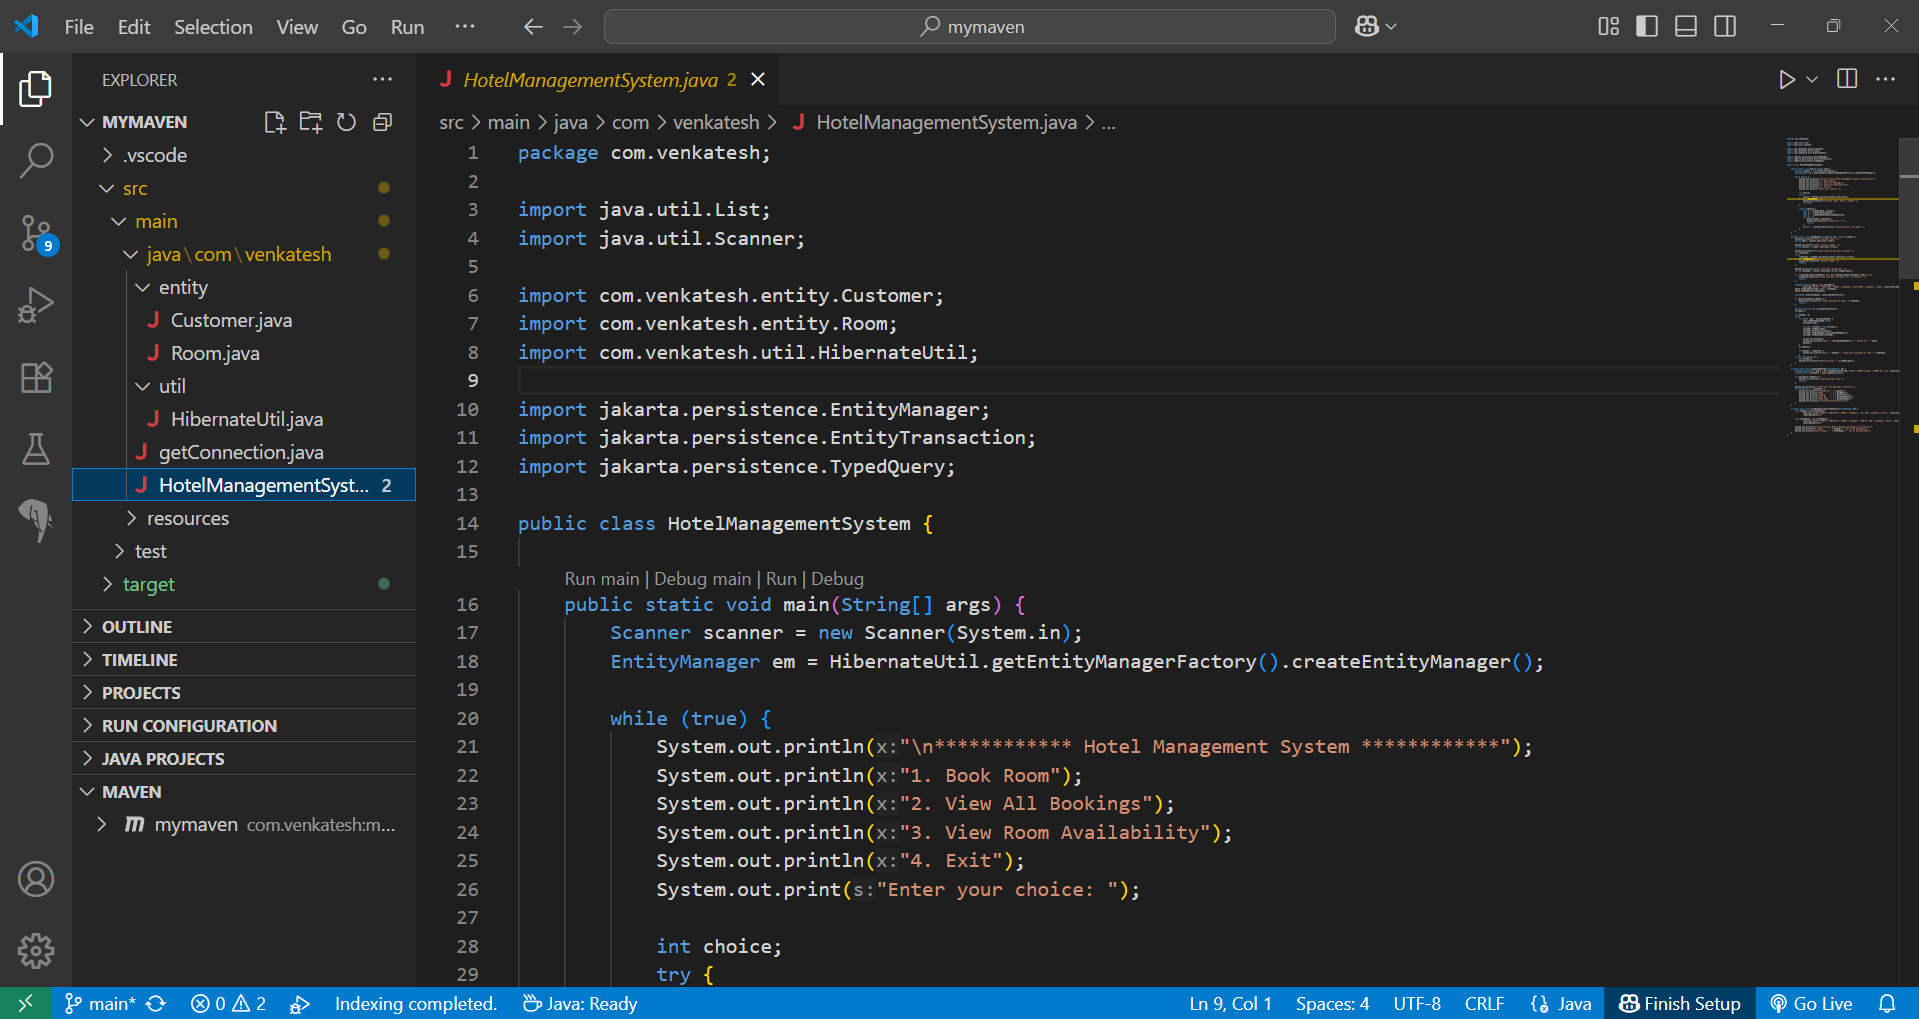 File Edit Selection View Go Run ··· mymaven
EXPLORER
MYMAVEN
.vscode
src
main
java\com\venkatesh
entity
Customer.java
Room.java
util
HibernateUtil.java
getConnection.java
HotelManagementSyst... 2
resources
test
target
OUTLINE
TIMELINE
PROJECTS
RUN CONFIGURATION
JAVA PROJECTS
MAVEN
mymaven com.venkatesh:m...
9
HotelManagementSystem.java 2
src > main > java > com > venkatesh > HotelManagementSystem.java > ...
1 package com.venkatesh;
2
3 import java.util.List;
4 import java.util.Scanner;
5
6 import com.venkatesh.entity.Customer;
7 import com.venkatesh.entity.Room;
8 import com.venkatesh.util.HibernateUtil;
9
10 import jakarta.persistence.EntityManager;
11 import jakarta.persistence.EntityTransaction;
12 import jakarta.persistence.TypedQuery;
13
14 public class HotelManagementSystem {
15
Run main | Debug main | Run | Debug
16 public static void main(String[] args) {
17 Scanner scanner = new Scanner(System.in);
18 EntityManager em = HibernateUtil.getEntityManagerFactory().createEntityManager();
19
20 while (true) {
21 System.out.println(x:"\n************ Hotel Management System ************");
22 System.out.println(x:"1. Book Room");
23 System.out.println(x:"2. View All Bookings");
24 System.out.println(x:"3. View Room Availability");
25 System.out.println(x:"4. Exit");
26 System.out.print(s:"Enter your choice: ");
27
28 int choice;
29 try {
main* 0 2 Indexing completed. Java: Ready Ln 9, Col 1 Spaces: 4 UTF-8 CRLF Java Finish Setup Go Live